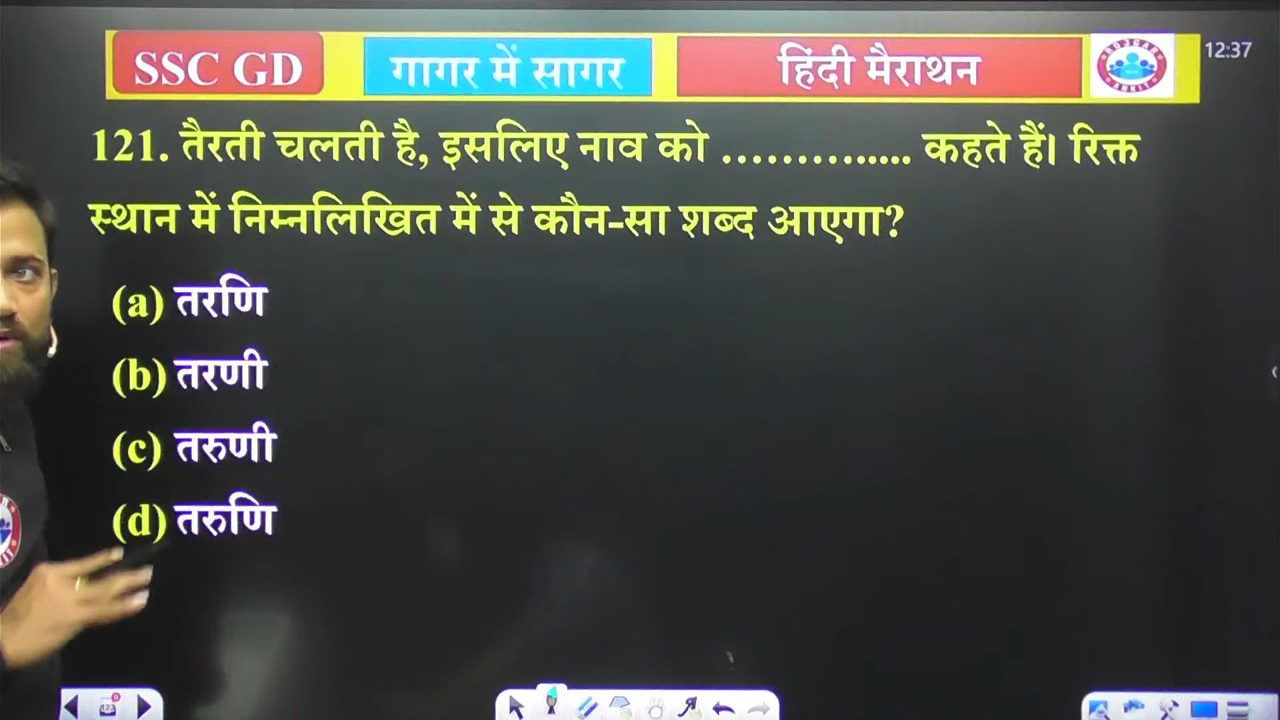 SSC GD
गागर में सागर
हिंदी मैराथन
12:37
121. तैरती चलती है, इसलिए नाव को ................ कहते हैं। रिक्त
स्थान में निम्नलिखित में से कौन-सा शब्द आएगा?
(a) तरणि
(b) तरणी
(c) तरुणी
(d) तरुणि